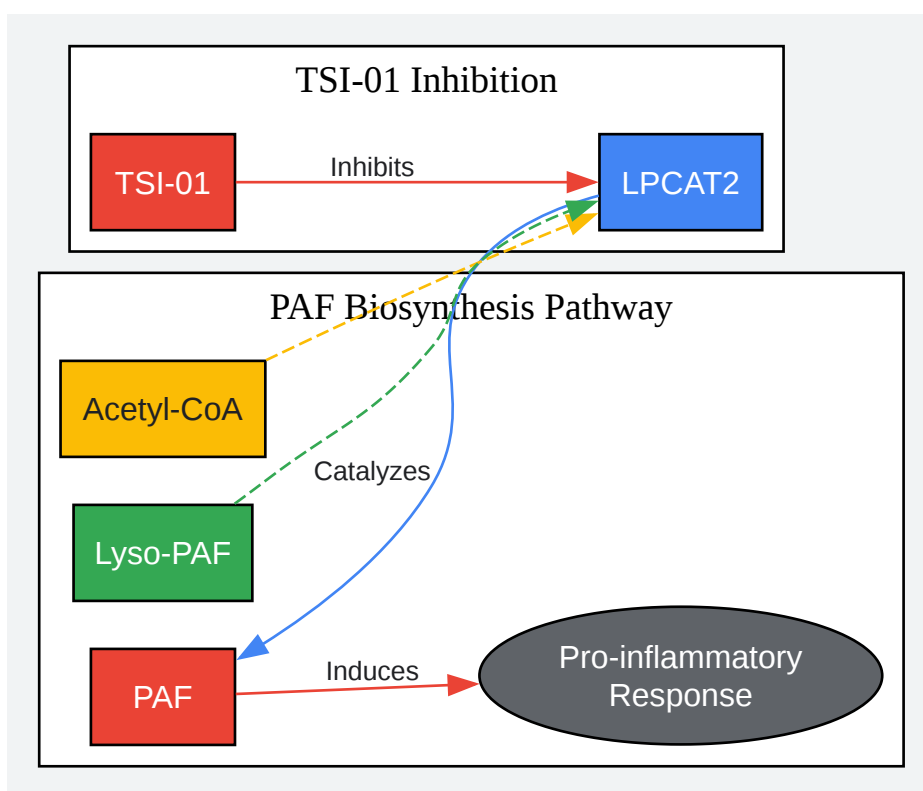 TSI-01 Inhibition
TSI-01
Inhibits
LPCAT2
PAF Biosynthesis Pathway
Acetyl-CoA
Catalyzes
Lyso-PAF
PAF
Induces
Pro-inflammatory
Response